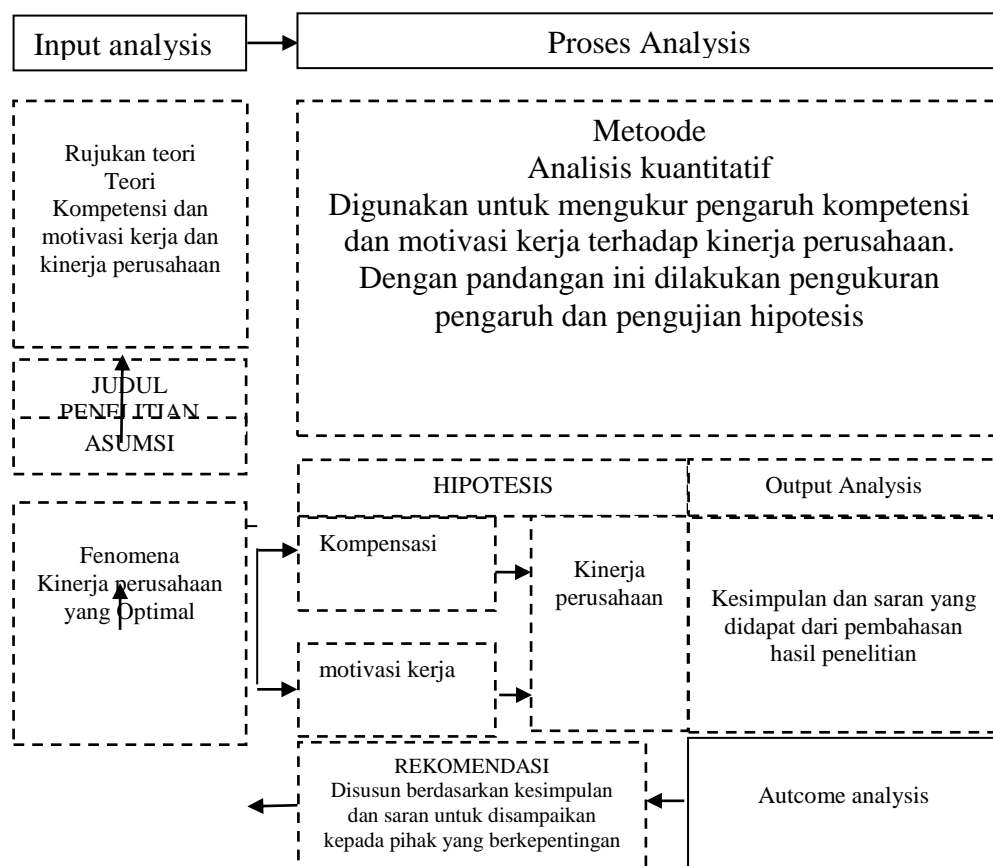 Input analysis
Proses Analysis
Rujukan teori
Teori
Kompetensi dan
motivasi kerja dan
kinerja perusahaan
Metoode
Analisis kuantitatif
Digunakan untuk mengukur pengaruh kompetensi
dan motivasi kerja terhadap kinerja perusahaan.
Dengan pandangan ini dilakukan pengukuran
pengaruh dan pengujian hipotesis
JUDUL
PENELITIAN
ASUMSI
HIPOTESIS
Output Analysis
Fenomena
Kinerja perusahaan
yang Optimal
Kompensasi
motivasi kerja
Kinerja
perusahaan
Kesimpulan dan saran yang
didapat dari pembahasan
hasil penelitian
REKOMENDASI
Disusun berdasarkan kesimpulan
dan saran untuk disampaikan
kepada pihak yang berkepentingan
Autcome analysis